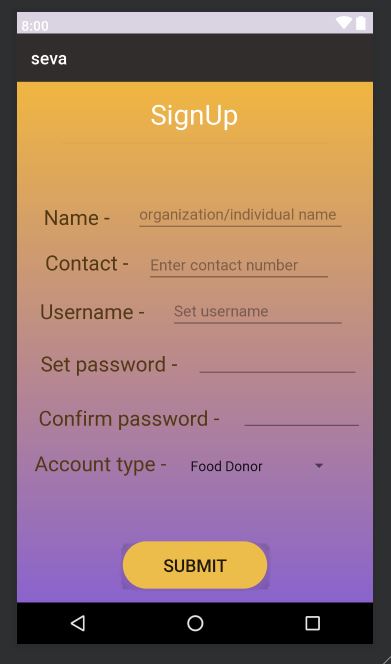 8:00
seva
SignUp
Name - organization/individual name
Contact - Enter contact number
Username - Set username
Set password -
Confirm password -
Account type - Food Donor
SUBMIT